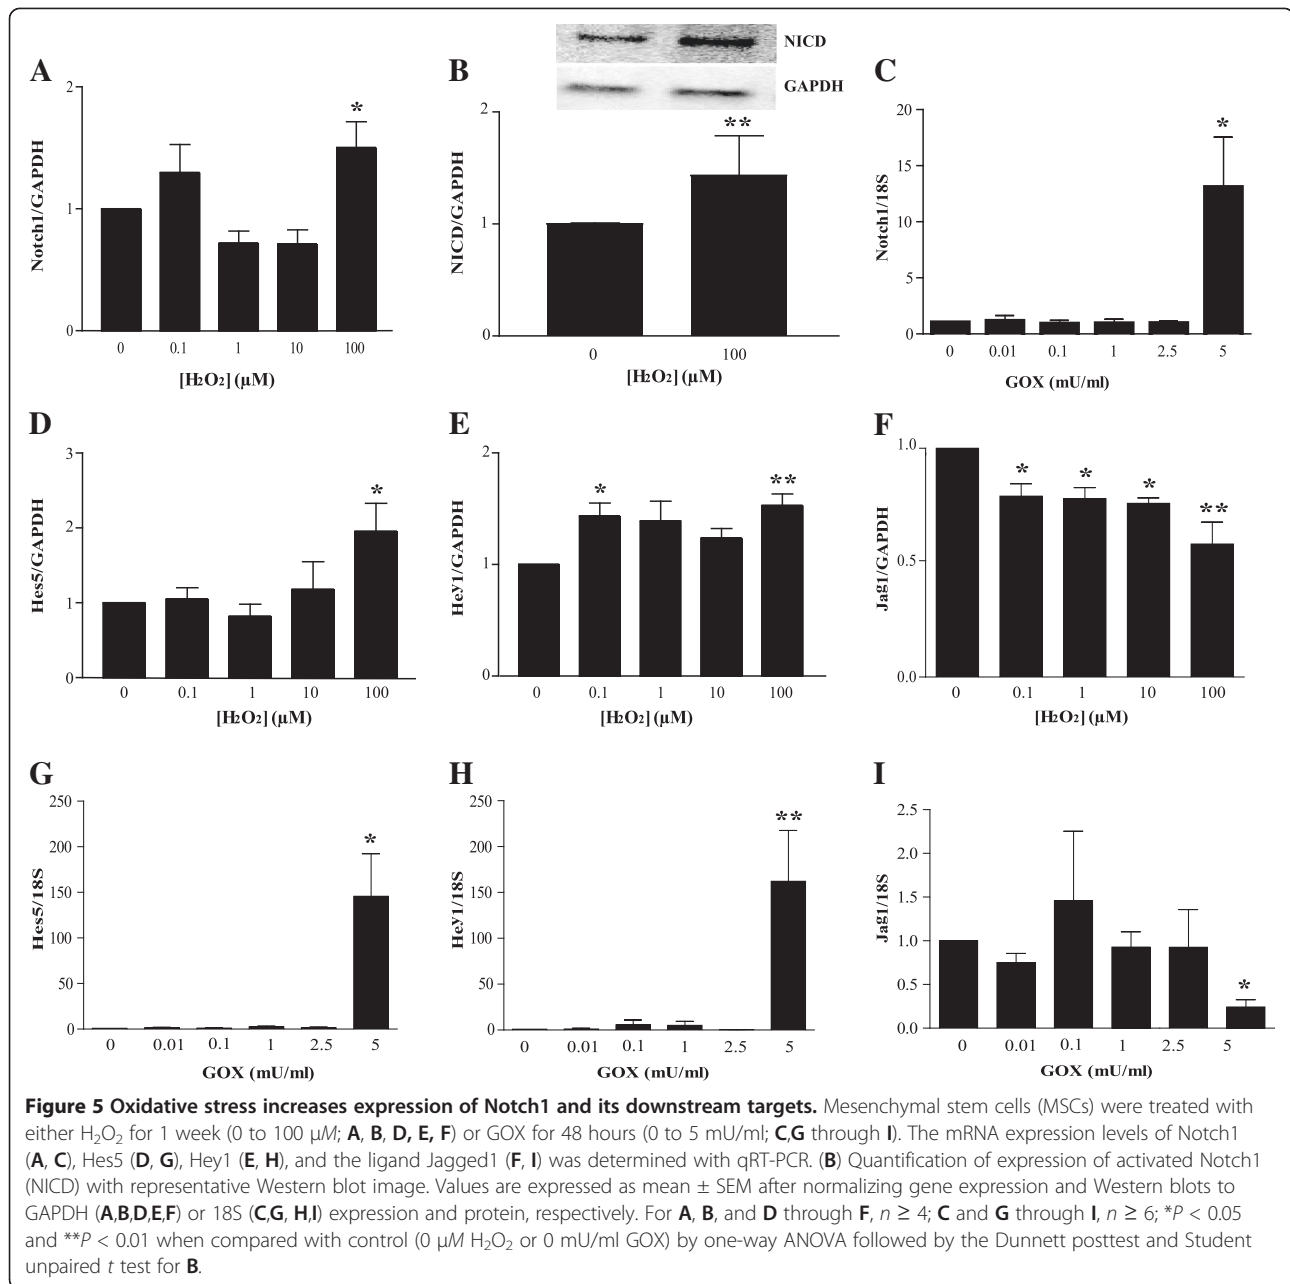 A
Notch1/GAPDH
2
1
0
*
0 0.1 1 10 100
[H2O2] (µM)
B
NICD
GAPDH
NICD/GAPDH
2
1
0
**
0 100
[H2O2] (µM)
C
Notch1/18S
20
15
10
5
0
*
0 0.01 0.1 1 2.5 5
GOX (mU/ml)
D
Hes5/GAPDH
3
2
1
0
*
0 0.1 1 10 100
[H2O2] (µM)
E
Hey1/GAPDH
2
1
0
* **
0 0.1 1 10 100
[H2O2] (µM)
F
Jag1/GAPDH
1.0
0.5
0.0
* * * **
0 0.1 1 10 100
[H2O2] (µM)
G
Hes5/18S
250
200
150
100
50
0
*
0 0.01 0.1 1 2.5 5
GOX (mU/ml)
H
Hey1/18S
250
200
150
100
50
0
**
0 0.01 0.1 1 2.5 5
GOX (mU/ml)
I
Jag1/18S
2.5
2.0
1.5
1.0
0.5
0.0
*
0 0.01 0.1 1 2.5 5
GOX (mU/ml)
Figure 5 Oxidative stress increases expression of Notch1 and its downstream targets. Mesenchymal stem cells (MSCs) were treated with
either H2O2 for 1 week (0 to 100 µM; A, B, D, E, F) or GOX for 48 hours (0 to 5 mU/ml; C,G through I). The mRNA expression levels of Notch1
(A, C), Hes5 (D, G), Hey1 (E, H), and the ligand Jagged1 (F, I) was determined with qRT-PCR. (B) Quantification of expression of activated Notch1
(NICD) with representative Western blot image. Values are expressed as mean ± SEM after normalizing gene expression and Western blots to
GAPDH (A,B,D,E,F) or 18S (C,G, H,I) expression and protein, respectively. For A, B, and D through F, n ≥ 4; C and G through I, n ≥ 6; *P < 0.05
and **P < 0.01 when compared with control (0 µM H2O2 or 0 mU/ml GOX) by one-way ANOVA followed by the Dunnett posttest and Student
unpaired t test for B.